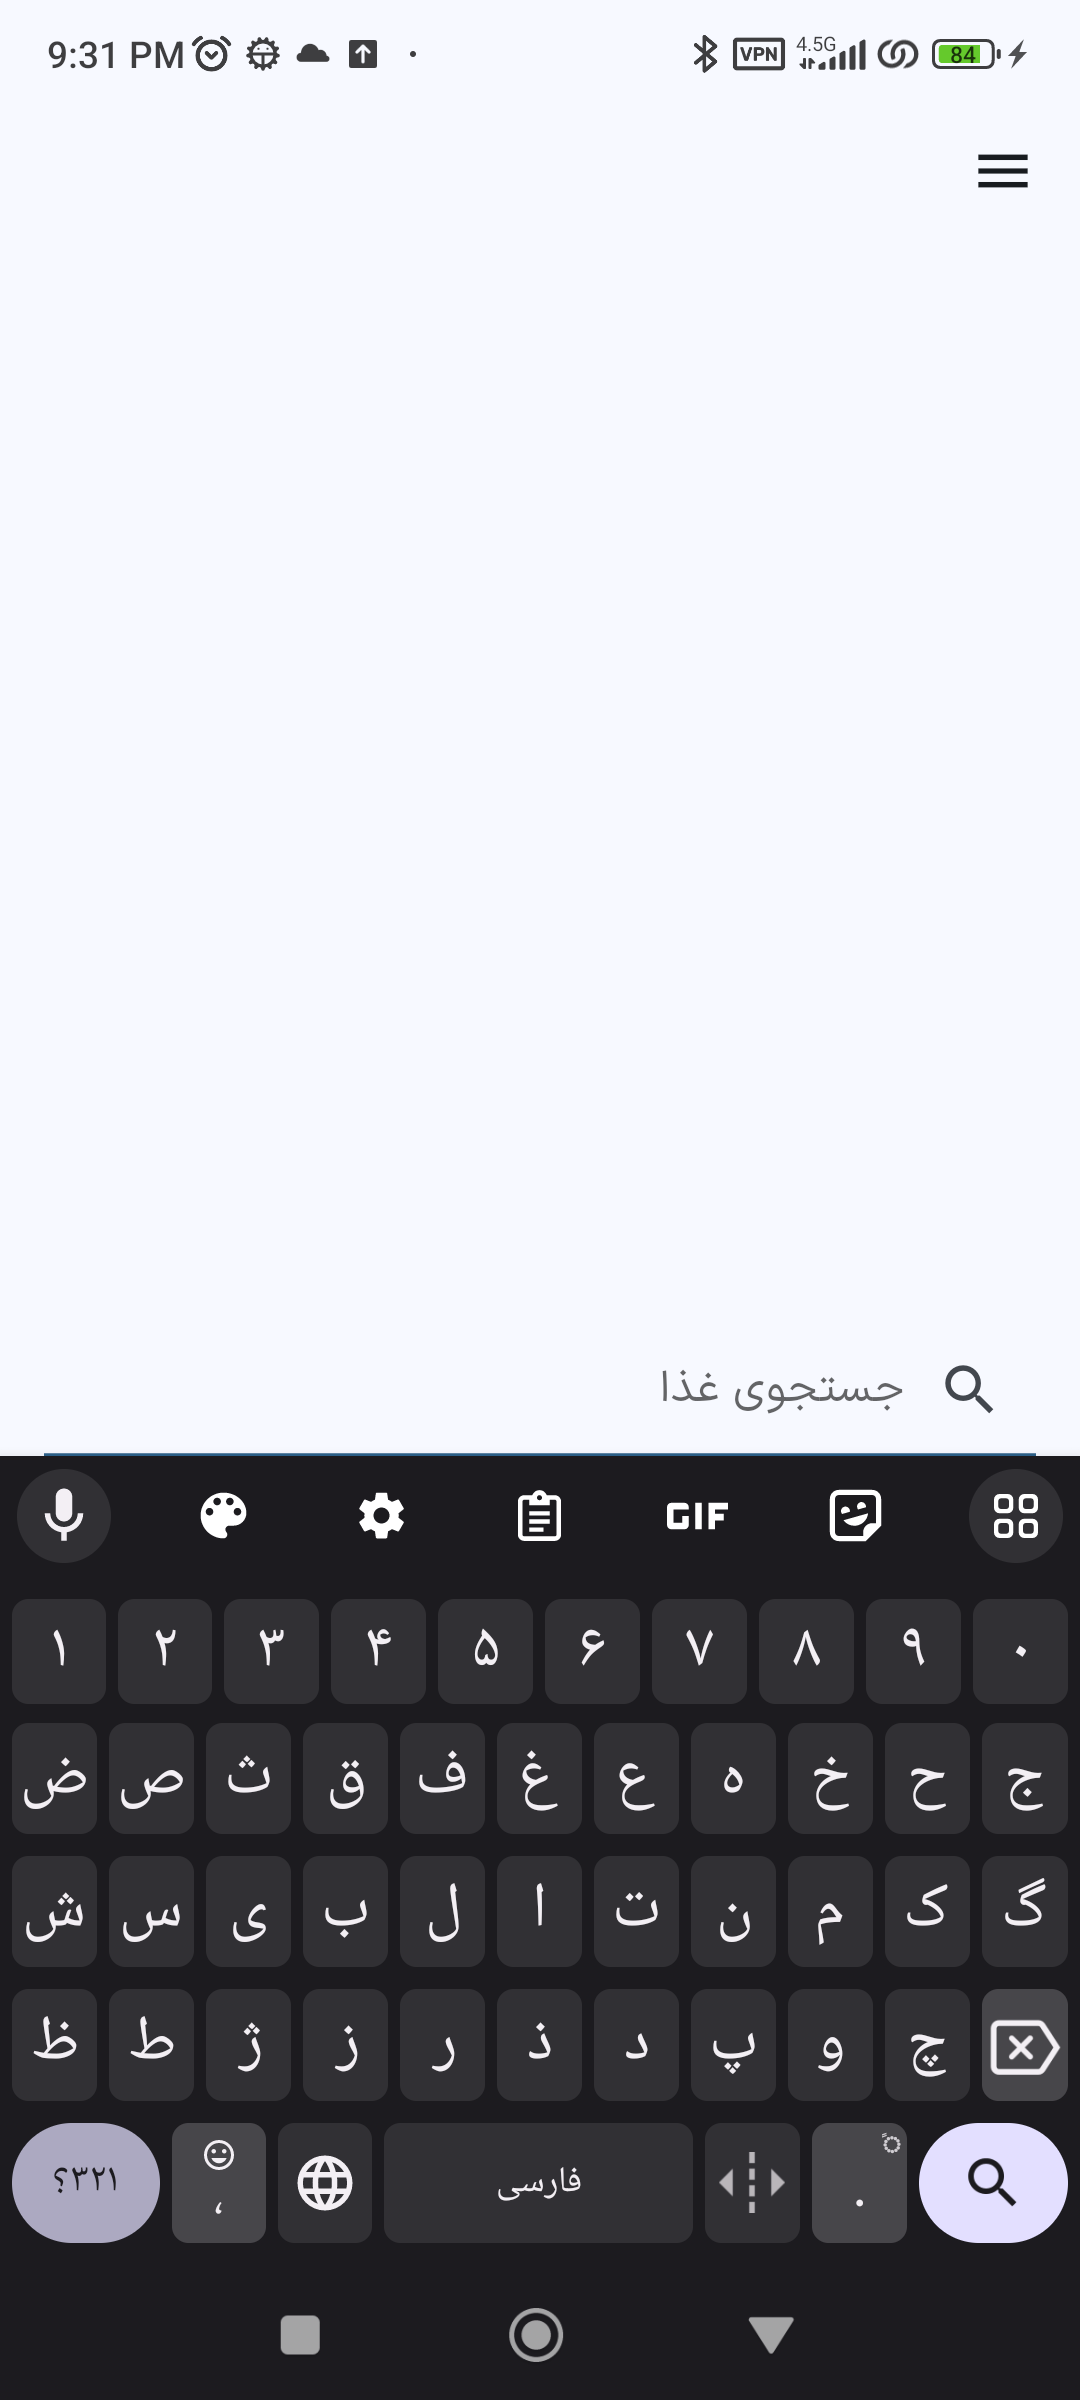 9:31 PM
VPN 4.5G 84
جستجوی غذا
GIF
۱ ۲ ۳ ۴ ۵ ۶ ۷ ۸ ۹ ۰
ض ص ث ق ف غ ع ه خ ح ج
ش س ی ب ل ا ت ن م ک گ
ظ ط ژ ز ر ذ د پ و چ
۳۲۱؟ ، فارسی .